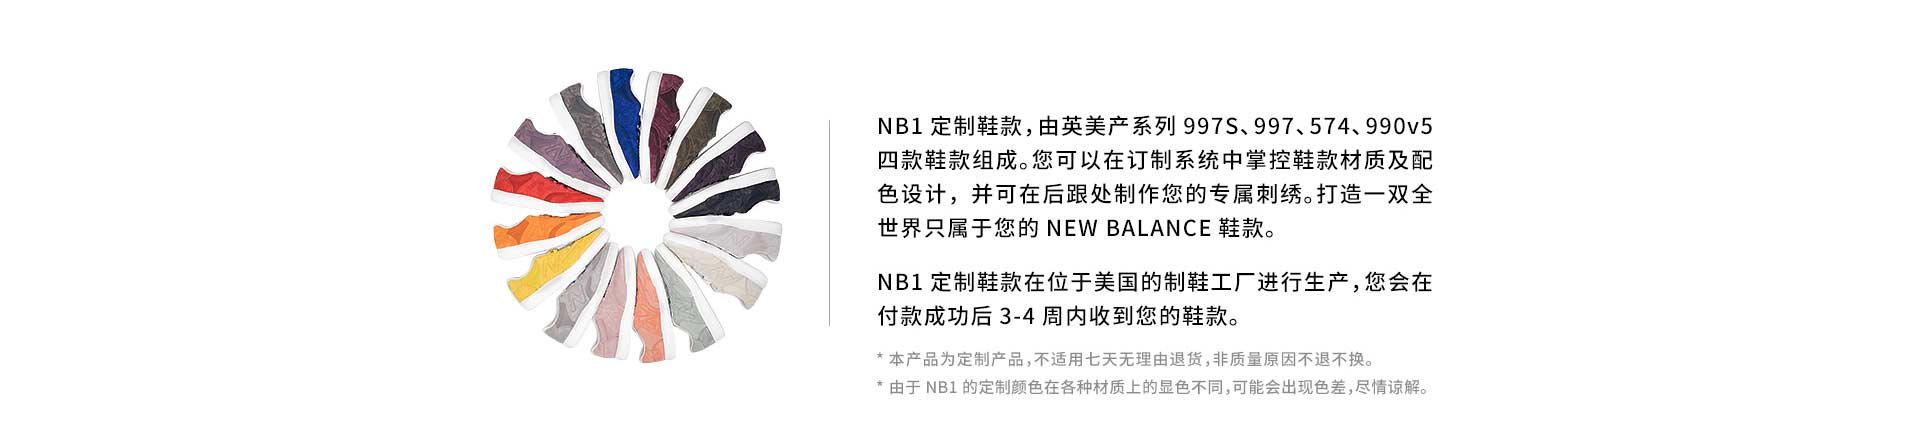 NB1 定制鞋款，由英美产系列 997S、997、574、990v5
四款鞋款组成。您可以在订制系统中掌控鞋款材质及配
色设计，并可在后跟处制作您的专属刺绣。打造一双全
世界只属于您的 NEW BALANCE 鞋款。
NB1 定制鞋款在位于美国的制鞋工厂进行生产，您会在
付款成功后 3-4 周内收到您的鞋款。
* 本产品为定制产品，不适用七天无理由退货，非质量原因不退不换。
* 由于 NB1 的定制颜色在各种材质上的显色不同，可能会出现色差，尽情谅解。